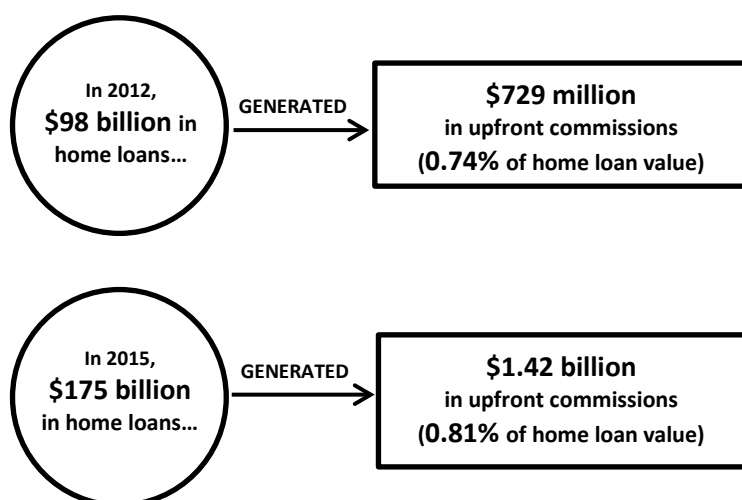 In 2012,
$98 billion in
home loans…
GENERATED
$729 million
in upfront commissions
(0.74% of home loan value)
In 2015,
$175 billion
in home loans…
GENERATED
$1.42 billion
in upfront commissions
(0.81% of home loan value)